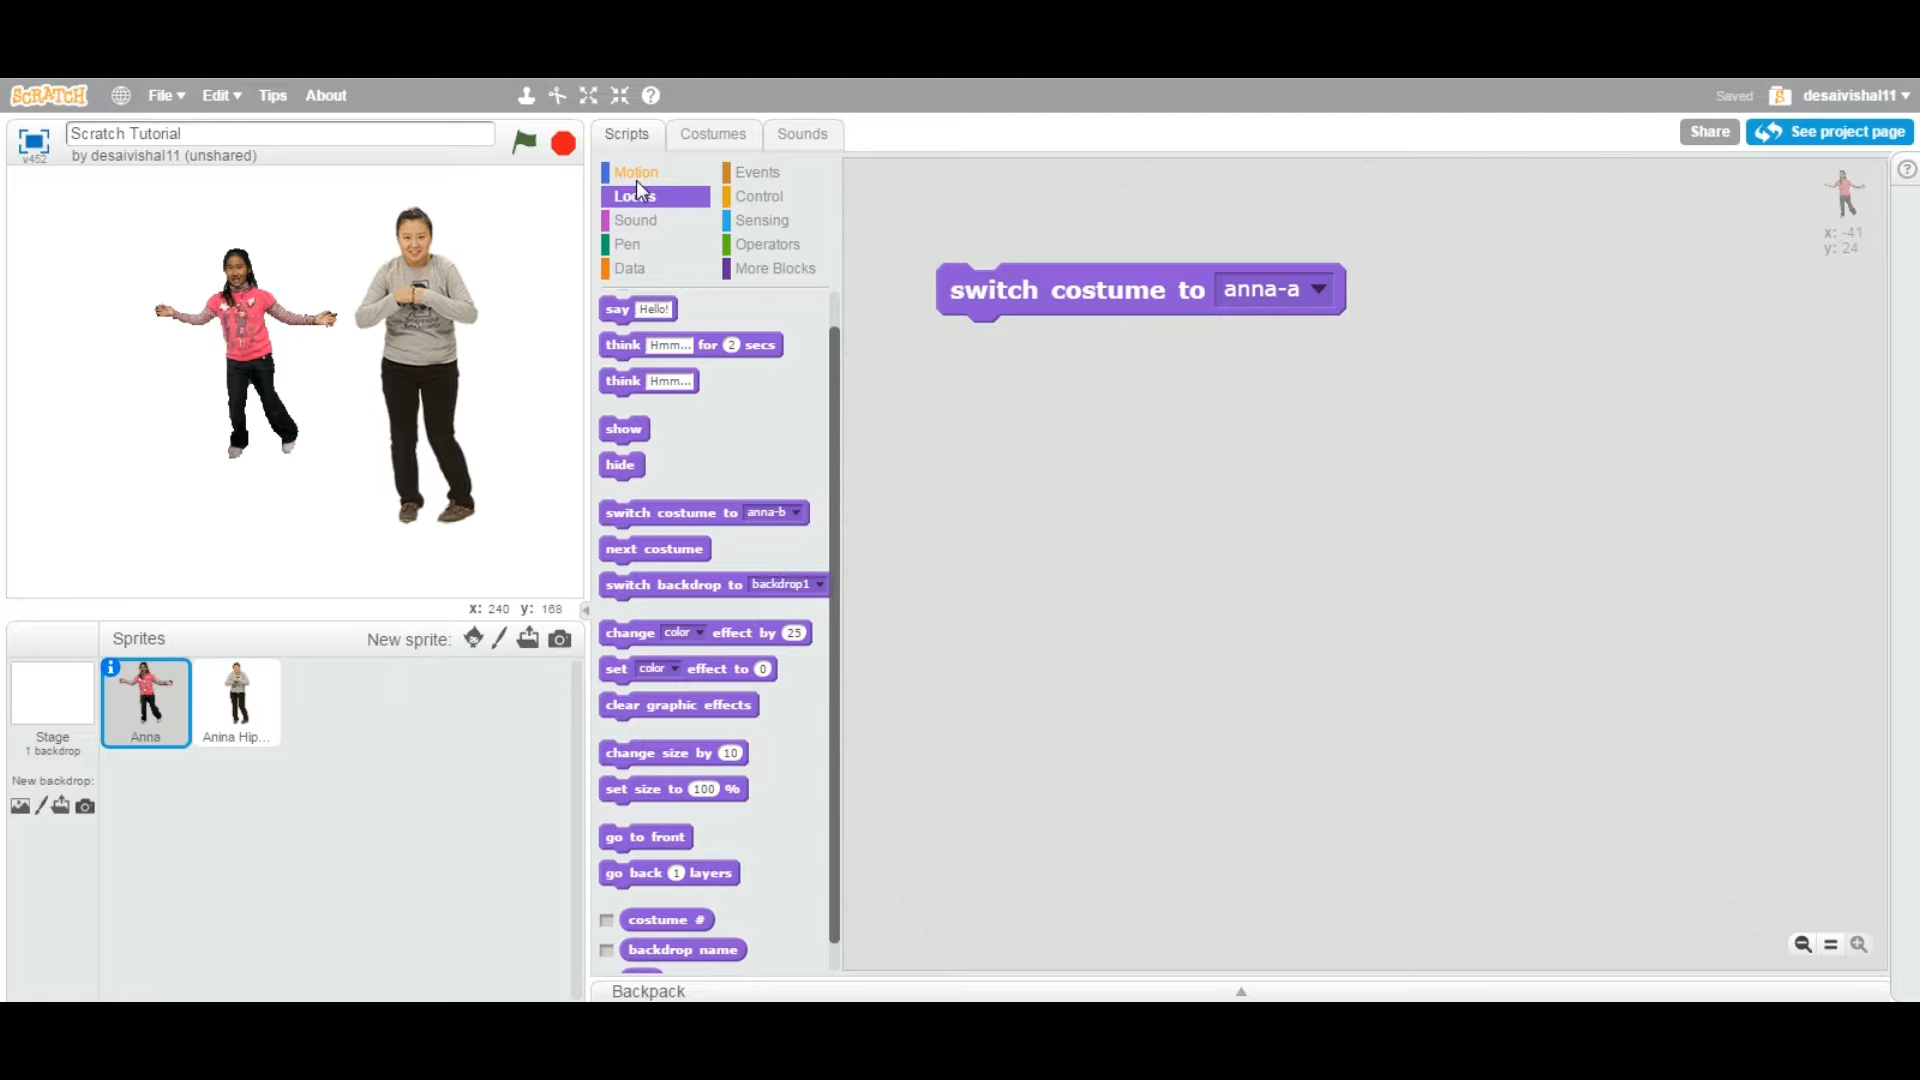 SCRATCH File Edit Tips About Saved desaivishal11
v452
Scratch Tutorial
by desaivishal11 (unshared)
Scripts Costumes Sounds
Share See project page
Motion Events
Looks Control
Sound Sensing
Pen Operators
Data More Blocks
x: -41
y: 24
switch costume to anna-a
say Hello!
think Hmm... for 2 secs
think Hmm...
show
hide
switch costume to anna-b
next costume
switch backdrop to backdrop1
change color effect by 25
set color effect to 0
clear graphic effects
change size by 10
set size to 100 %
go to front
go back 1 layers
costume #
backdrop name
x: 240 y: 168
Sprites New sprite:
Stage
1 backdrop
New backdrop:
Anna
Anina Hip...
Backpack